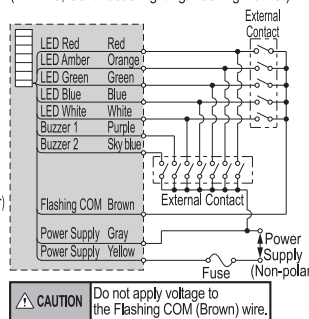 External
Contact
LED Red Red
LED Amber Orange
LED Green Green
LED Blue Blue
LED White White
Buzzer 1 Purple
Buzzer 2 Sky blue
External Contact
Flashing COM Brown
Power Supply Gray
Power Supply Yellow
Power
Supply
(Non-polar
Fuse
CAUTION
Do not apply voltage to
the Flashing COM (Brown) wire.